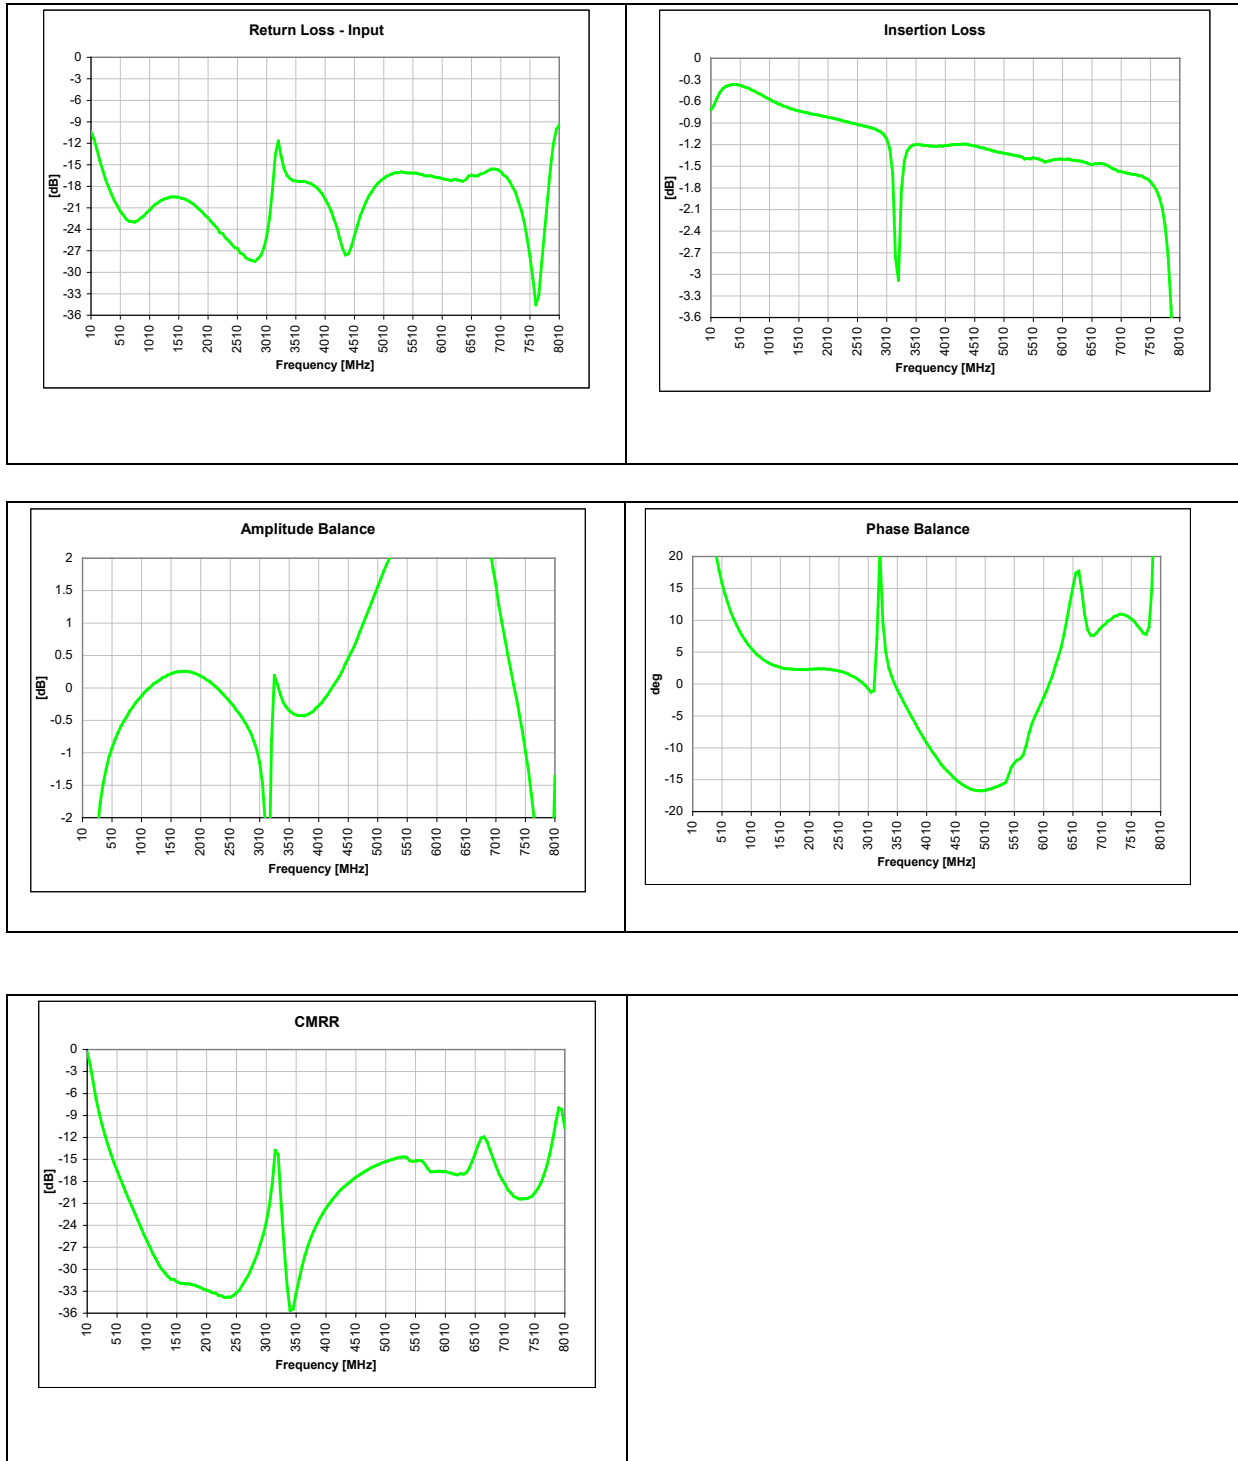 Return Loss - Input
0
-3
-6
-9
-12
-15
-18
-21
-24
-27
-30
-33
-36
[dB]
10 510 1010 1510 2010 2510 3010 3510 4010 4510 5010 5510 6010 6510 7010 7510 8010
Frequency [MHz]
Insertion Loss
0
-0.3
-0.6
-0.9
-1.2
-1.5
-1.8
-2.1
-2.4
-2.7
-3
-3.3
-3.6
[dB]
10 510 1010 1510 2010 2510 3010 3510 4010 4510 5010 5510 6010 6510 7010 7510 8010
Frequency [MHz]
Amplitude Balance
2
1.5
1
0.5
0
-0.5
-1
-1.5
-2
[dB]
10 510 1010 1510 2010 2510 3010 3510 4010 4510 5010 5510 6010 6510 7010 7510 8010
Frequency [MHz]
Phase Balance
20
15
10
5
0
-5
-10
-15
-20
deg
10 510 1010 1510 2010 2510 3010 3510 4010 4510 5010 5510 6010 6510 7010 7510 8010
Frequency [MHz]
CMRR
0
-3
-6
-9
-12
-15
-18
-21
-24
-27
-30
-33
-36
[dB]
10 510 1010 1510 2010 2510 3010 3510 4010 4510 5010 5510 6010 6510 7010 7510 8010
Frequency [MHz]